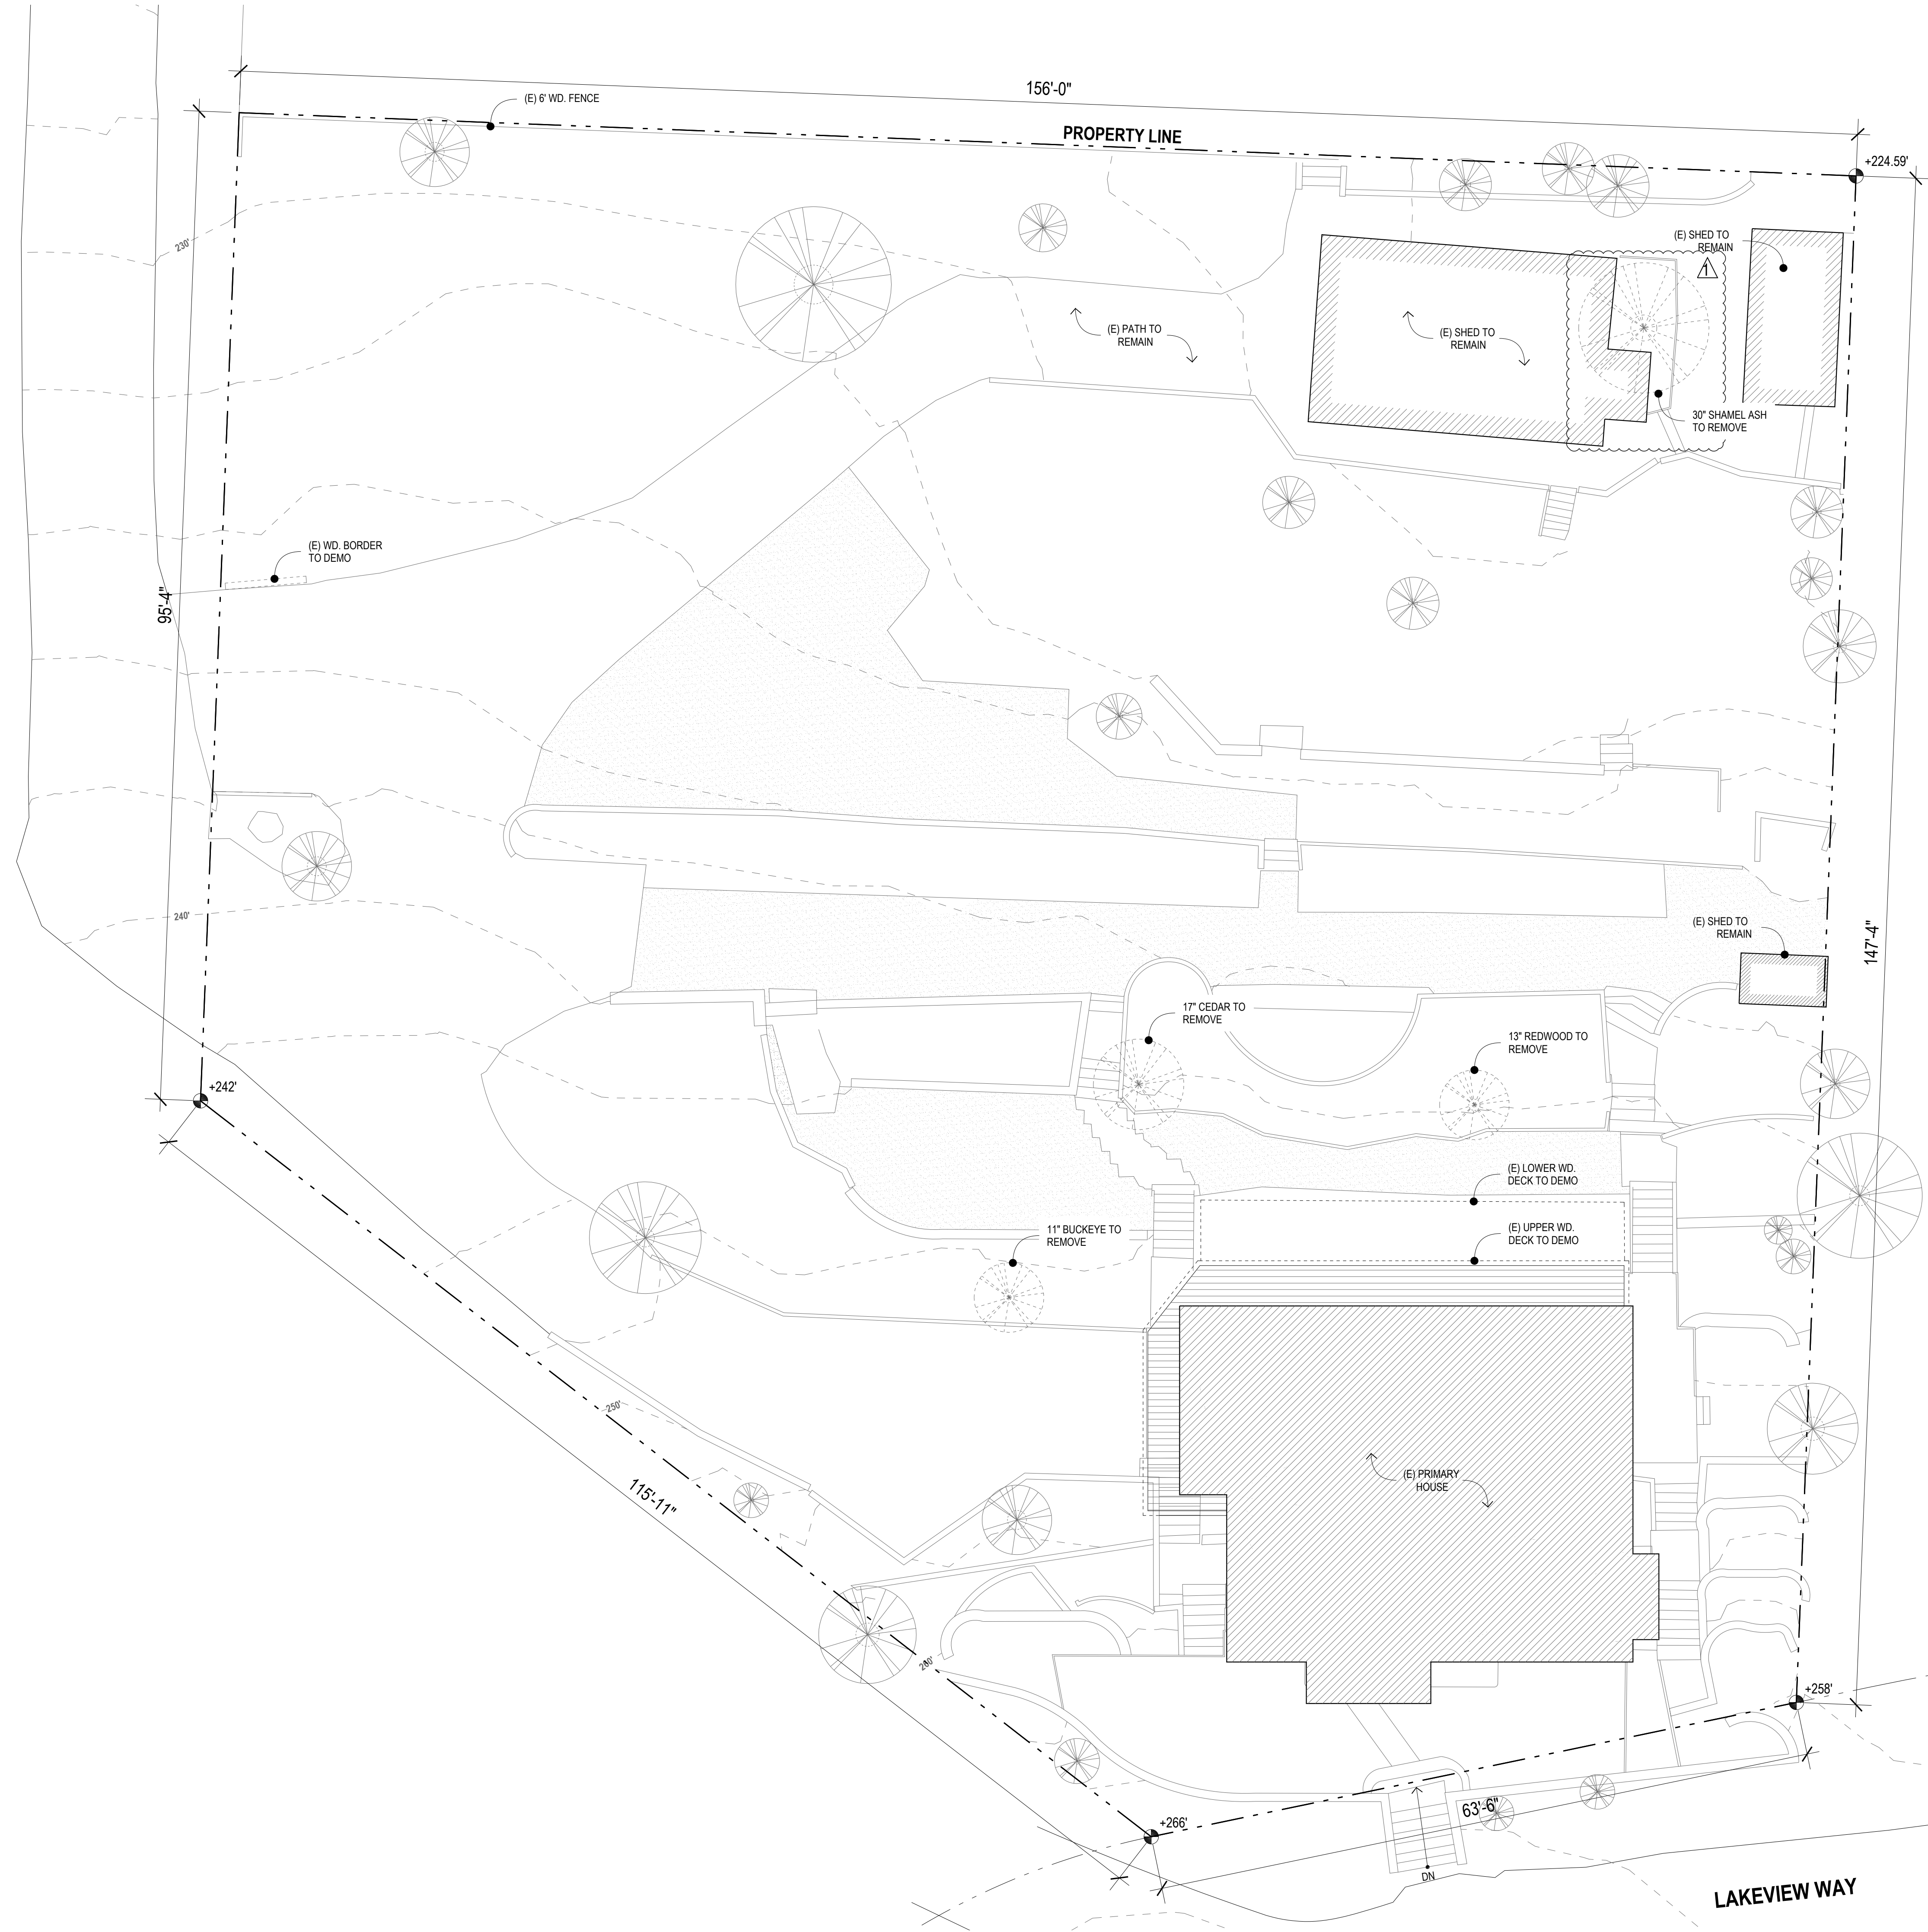 156'-0"
(E) 6' WD. FENCE
PROPERTY LINE
+224.59'
230'
(E) SHED TO
REMAIN
1
(E) PATH TO
REMAIN
(E) SHED TO
REMAIN
30" SHAMEL ASH
TO REMOVE
(E) WD. BORDER
TO DEMO
95'-4"
240'
(E) SHED TO
REMAIN
147'-4"
17" CEDAR TO
REMOVE
13" REDWOOD TO
REMOVE
+242'
(E) LOWER WD.
DECK TO DEMO
11" BUCKEYE TO
REMOVE
(E) UPPER WD.
DECK TO DEMO
250'
(E) PRIMARY
HOUSE
115'-11"
260'
+258'
63'-6"
+266'
DN
LAKEVIEW WAY